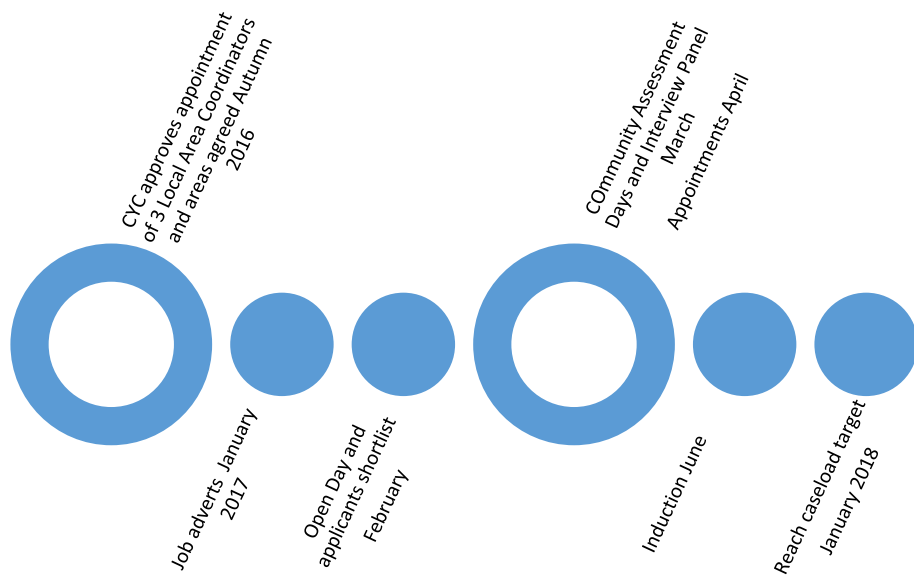 CYC approves appointment
of 3 Local Area Coordinators
and areas agreed Autumn
2016
Job adverts January
2017
Open Day and
applicants shortlist
February
COmmunity Assessment
Days and Interview Panel
March
Appointments April
Induction June
Reach caseload target
January 2018